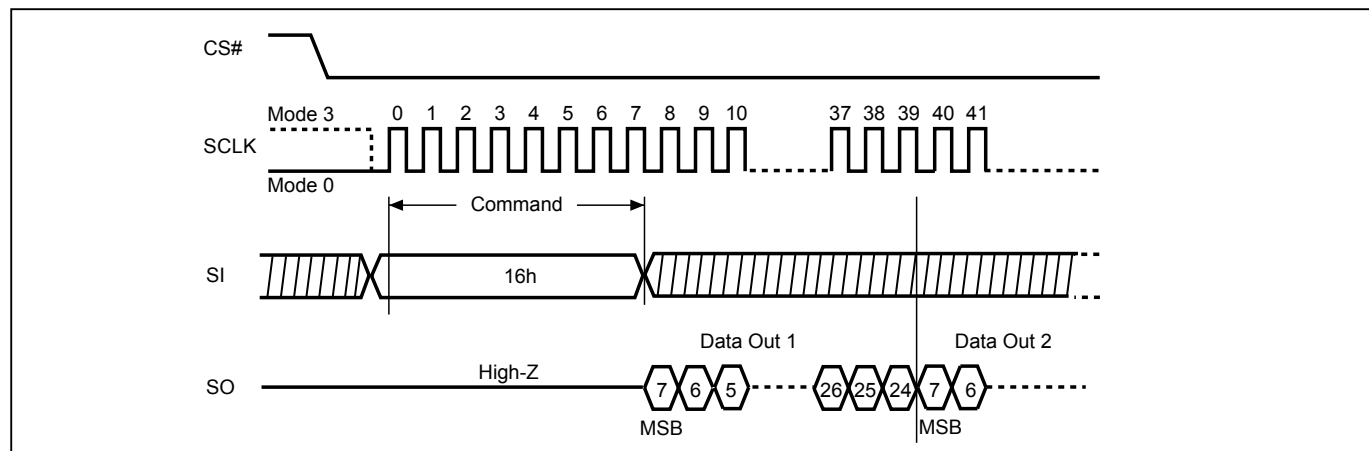 CS#
Mode 3 0 1 2 3 4 5 6 7 8 9 10 37 38 39 40 41
SCLK
Mode 0
Command
SI 16h
Data Out 1 Data Out 2
High-Z
SO 7 6 5 26 25 24 7 6
MSB MSB